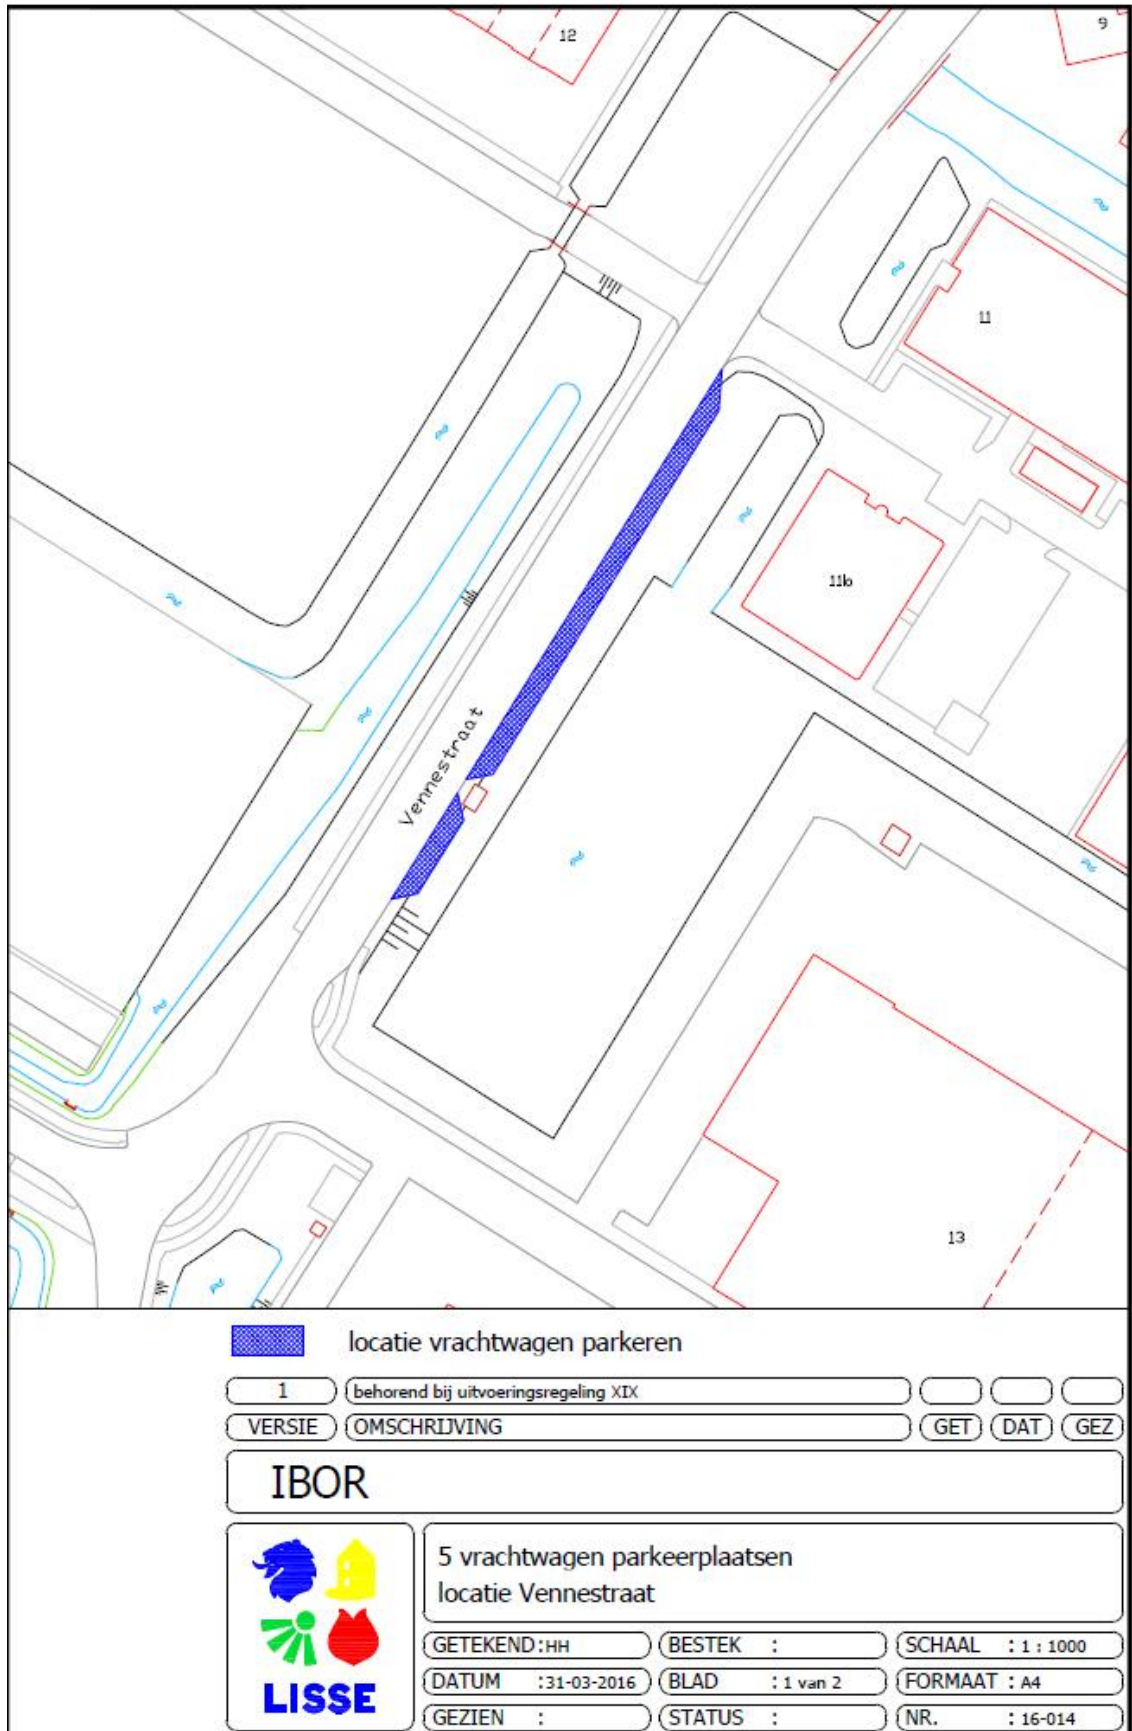 12
9
11
11b
Vennestraat
13
locatie vrachtwagen parkeren
1 behorend bij uitvoeringsregeling XIX
VERSIE OMSCHRIJVING GET DAT GEZ
IBOR
5 vrachtwagen parkeerplaatsen
locatie Vennestraat
LISSE
GETEKEND :HH BESTEK : SCHAAL : 1 : 1000
DATUM :31-03-2016 BLAD : 1 van 2 FORMAAT : A4
GEZIEN : STATUS : NR. : 16-014